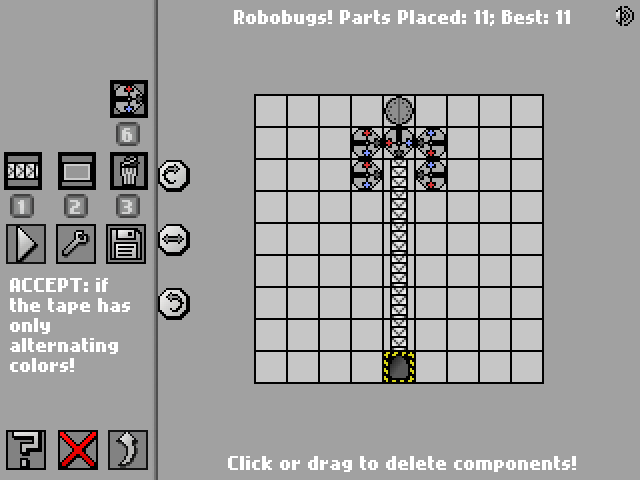 Robobugs! Parts Placed: 11; Best: 11
6
1
2
3
ACCEPT: if
the tape has
only
alternating
colors!
Click or drag to delete components!